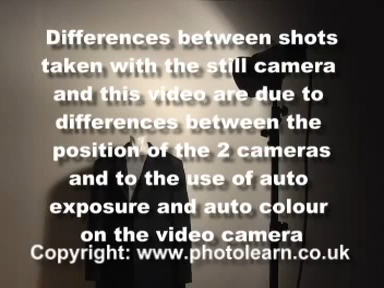 Differences between shots
taken with the still camera
and this video are due to
differences between the
position of the 2 cameras
and to the use of auto
exposure and auto colour
on the video camera
Copyright: www.photolearn.co.uk